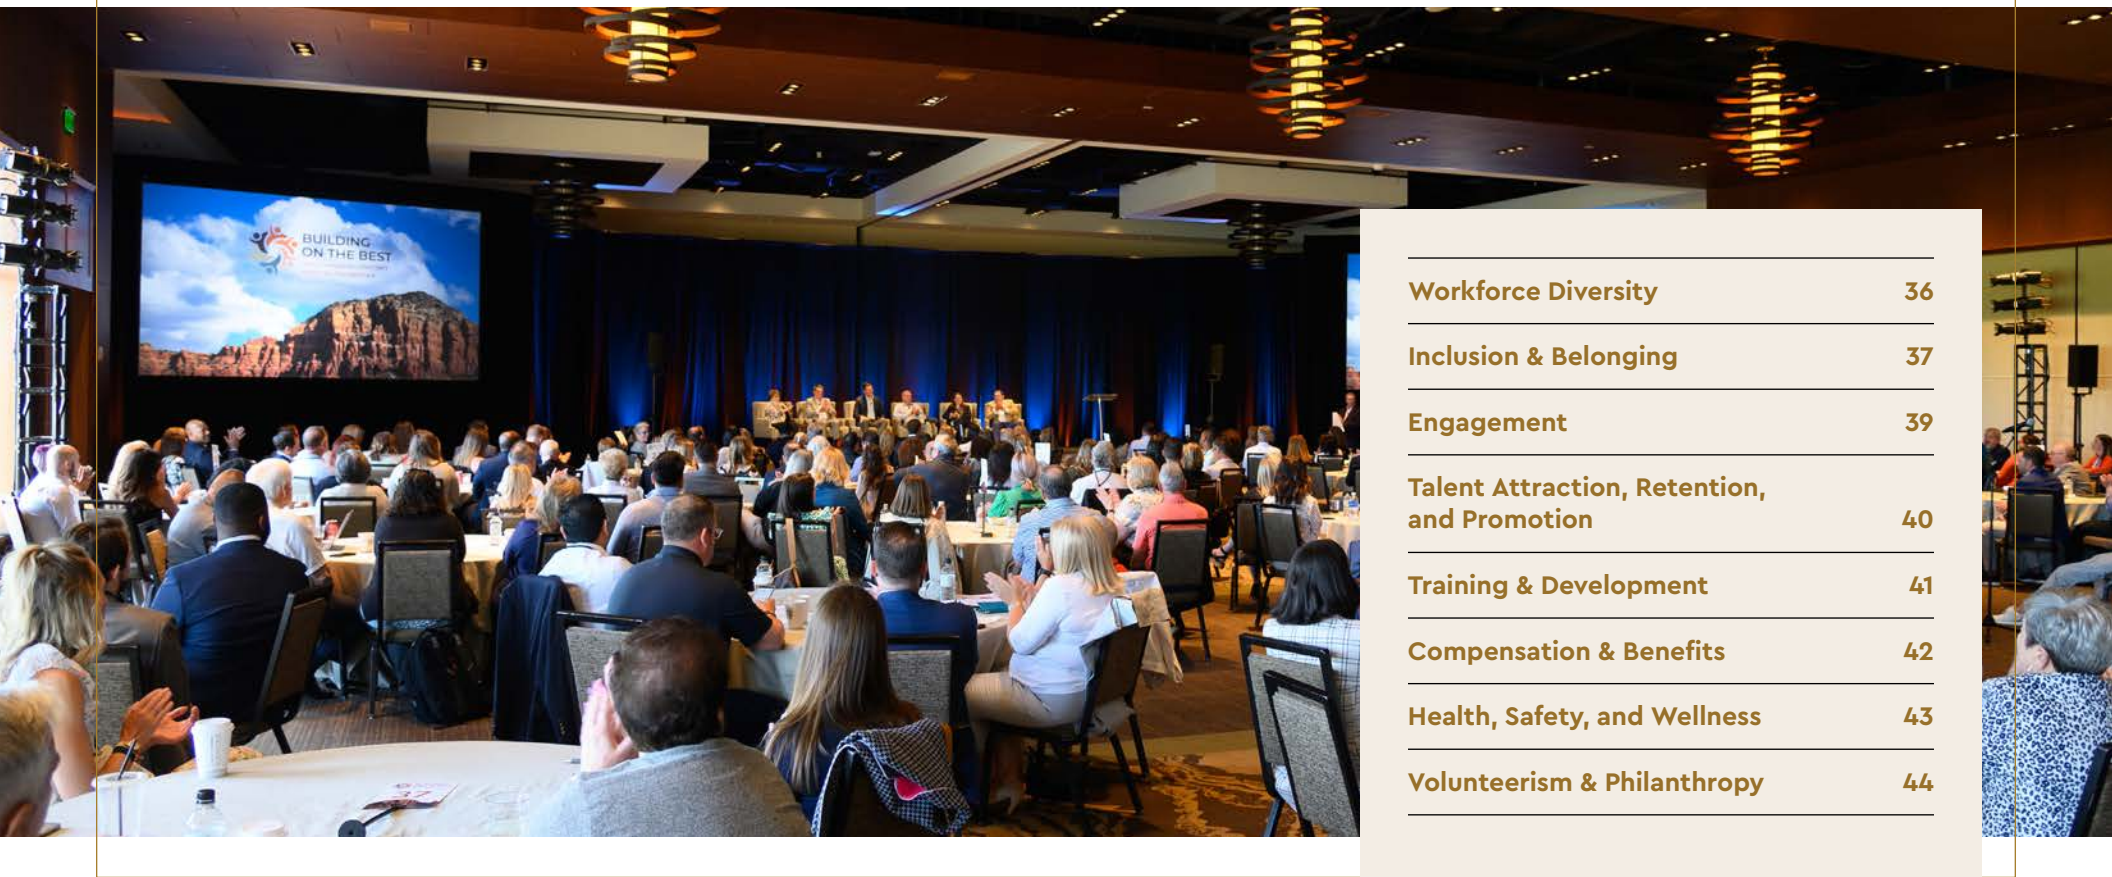 BUILDING
ON THE BEST
Workforce Diversity 36
Inclusion & Belonging 37
Engagement 39
Talent Attraction, Retention,
and Promotion 40
Training & Development 41
Compensation & Benefits 42
Health, Safety, and Wellness 43
Volunteerism & Philanthropy 44